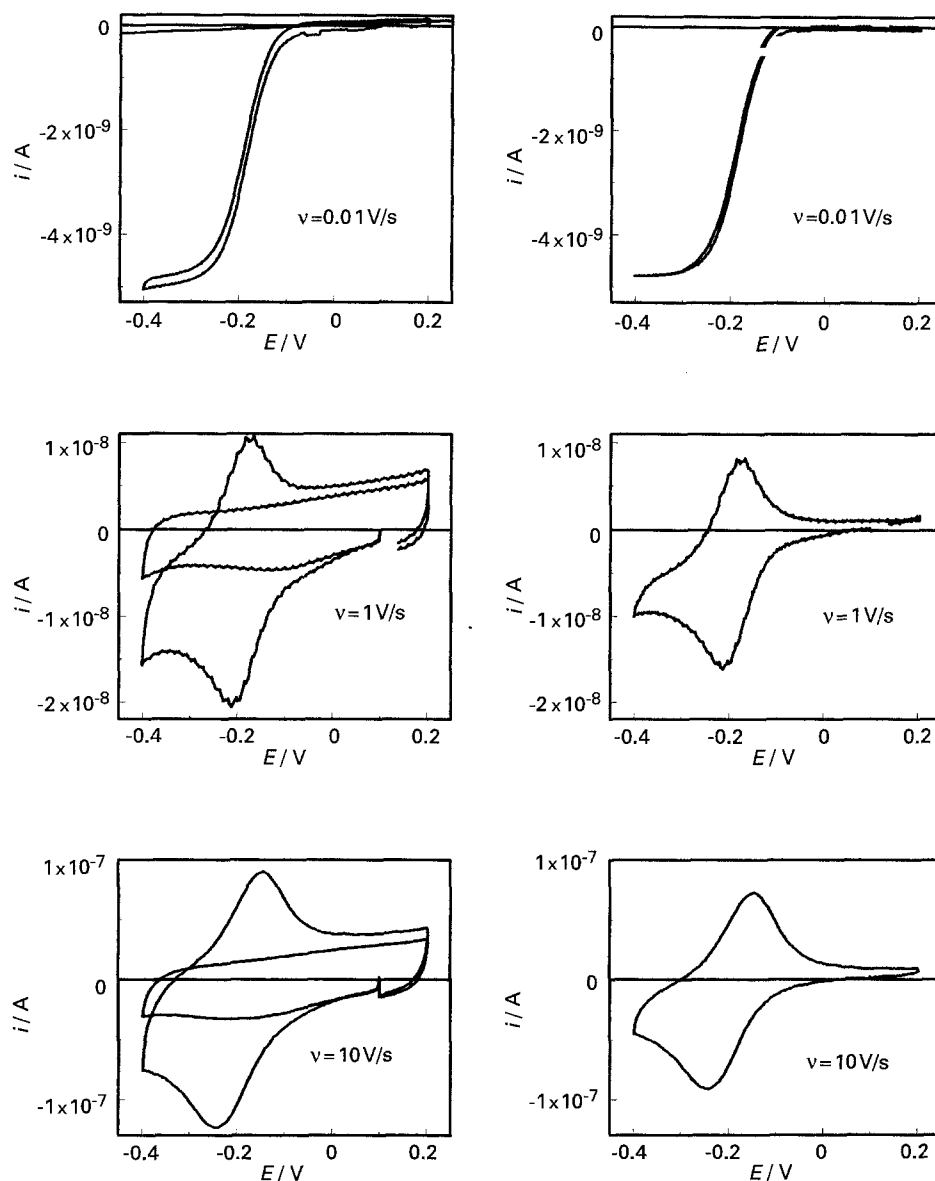 0
-2×10⁻⁹
-4×10⁻⁹
i / A
ν=0.01V/s
-0.4 -0.2 0 0.2
E / V
0
-2×10⁻⁹
-4×10⁻⁹
i / A
ν=0.01V/s
-0.4 -0.2 0 0.2
E / V
1×10⁻⁸
0
-1×10⁻⁸
-2×10⁻⁸
i / A
ν=1V/s
-0.4 -0.2 0 0.2
E / V
1×10⁻⁸
0
-1×10⁻⁸
-2×10⁻⁸
i / A
ν=1V/s
-0.4 -0.2 0 0.2
E / V
1×10⁻⁷
0
-1×10⁻⁷
i / A
ν=10V/s
-0.4 -0.2 0 0.2
E / V
1×10⁻⁷
0
-1×10⁻⁷
i / A
ν=10V/s
-0.4 -0.2 0 0.2
E / V